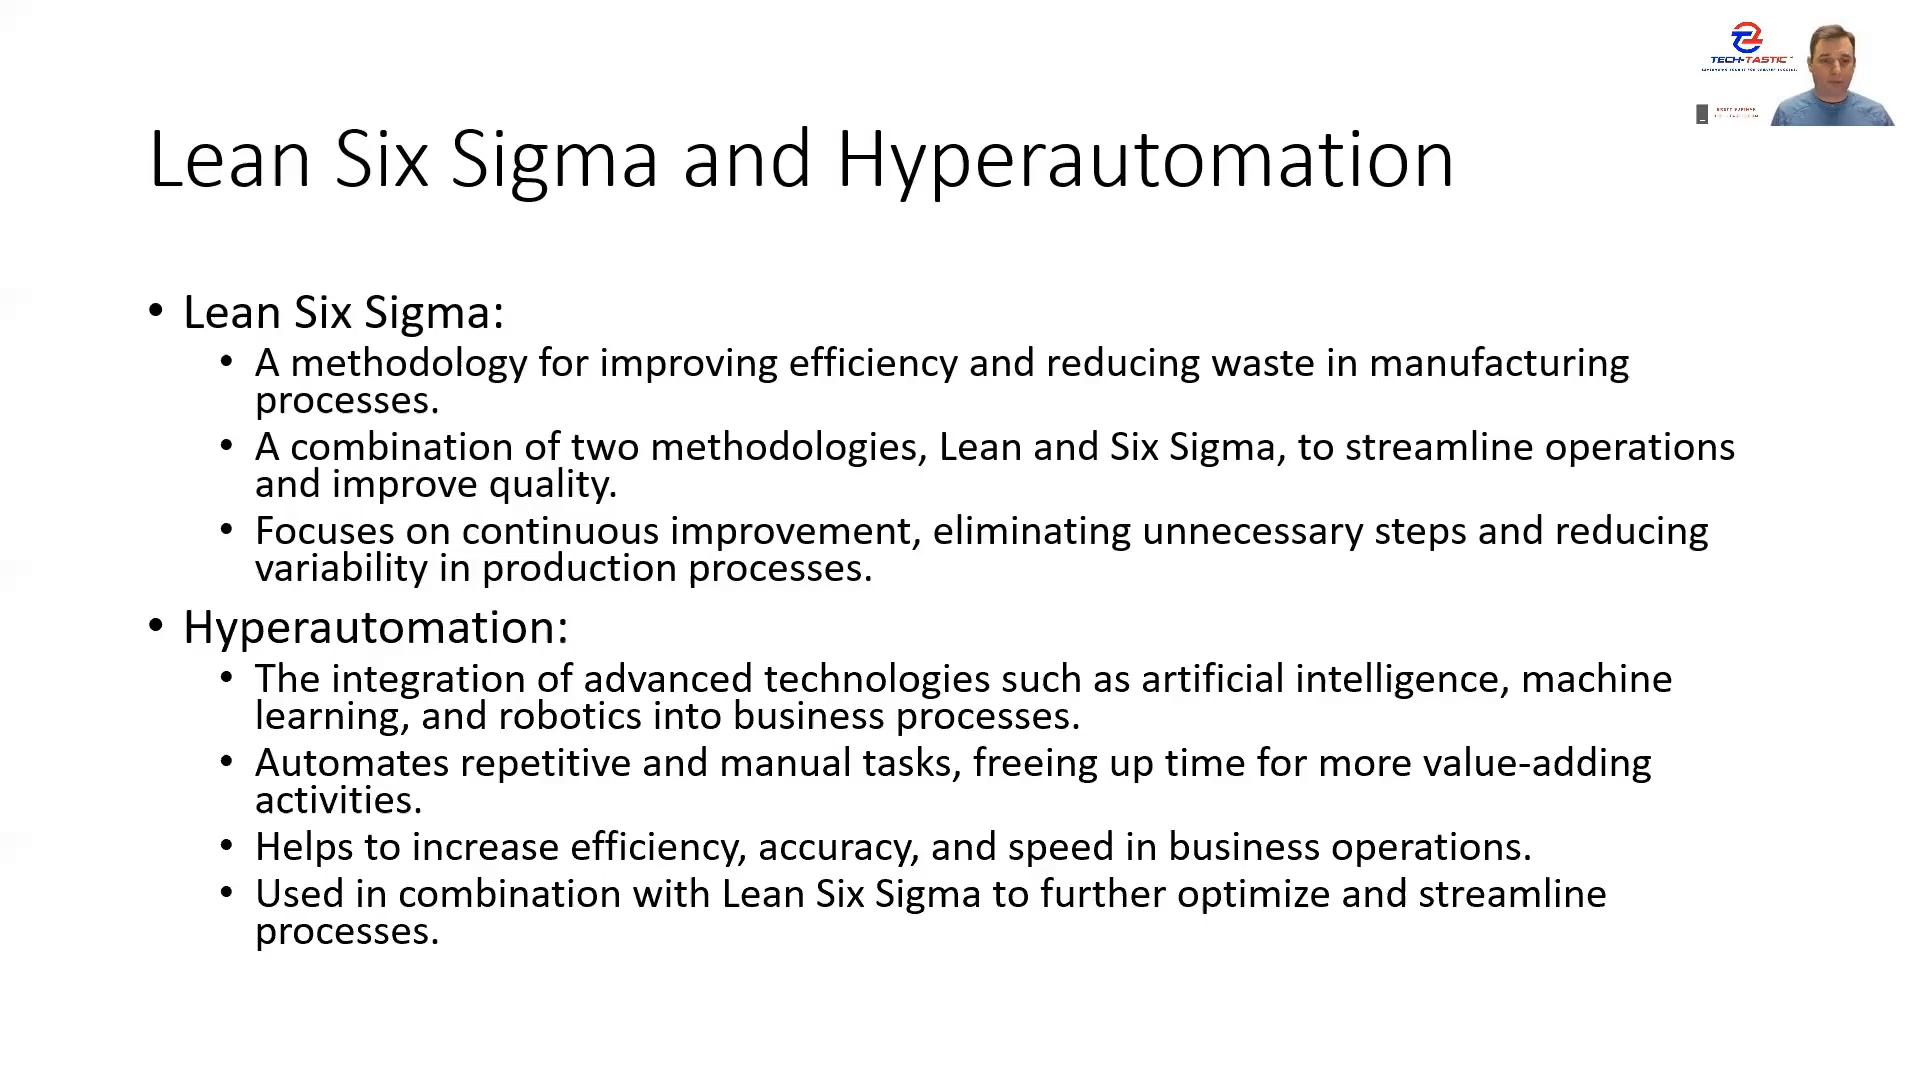 TECH-TASTIC
Lean Six Sigma and Hyperautomation
• Lean Six Sigma:
• A methodology for improving efficiency and reducing waste in manufacturing
processes.
• A combination of two methodologies, Lean and Six Sigma, to streamline operations
and improve quality.
• Focuses on continuous improvement, eliminating unnecessary steps and reducing
variability in production processes.
• Hyperautomation:
• The integration of advanced technologies such as artificial intelligence, machine
learning, and robotics into business processes.
• Automates repetitive and manual tasks, freeing up time for more value-adding
activities.
• Helps to increase efficiency, accuracy, and speed in business operations.
• Used in combination with Lean Six Sigma to further optimize and streamline
processes.